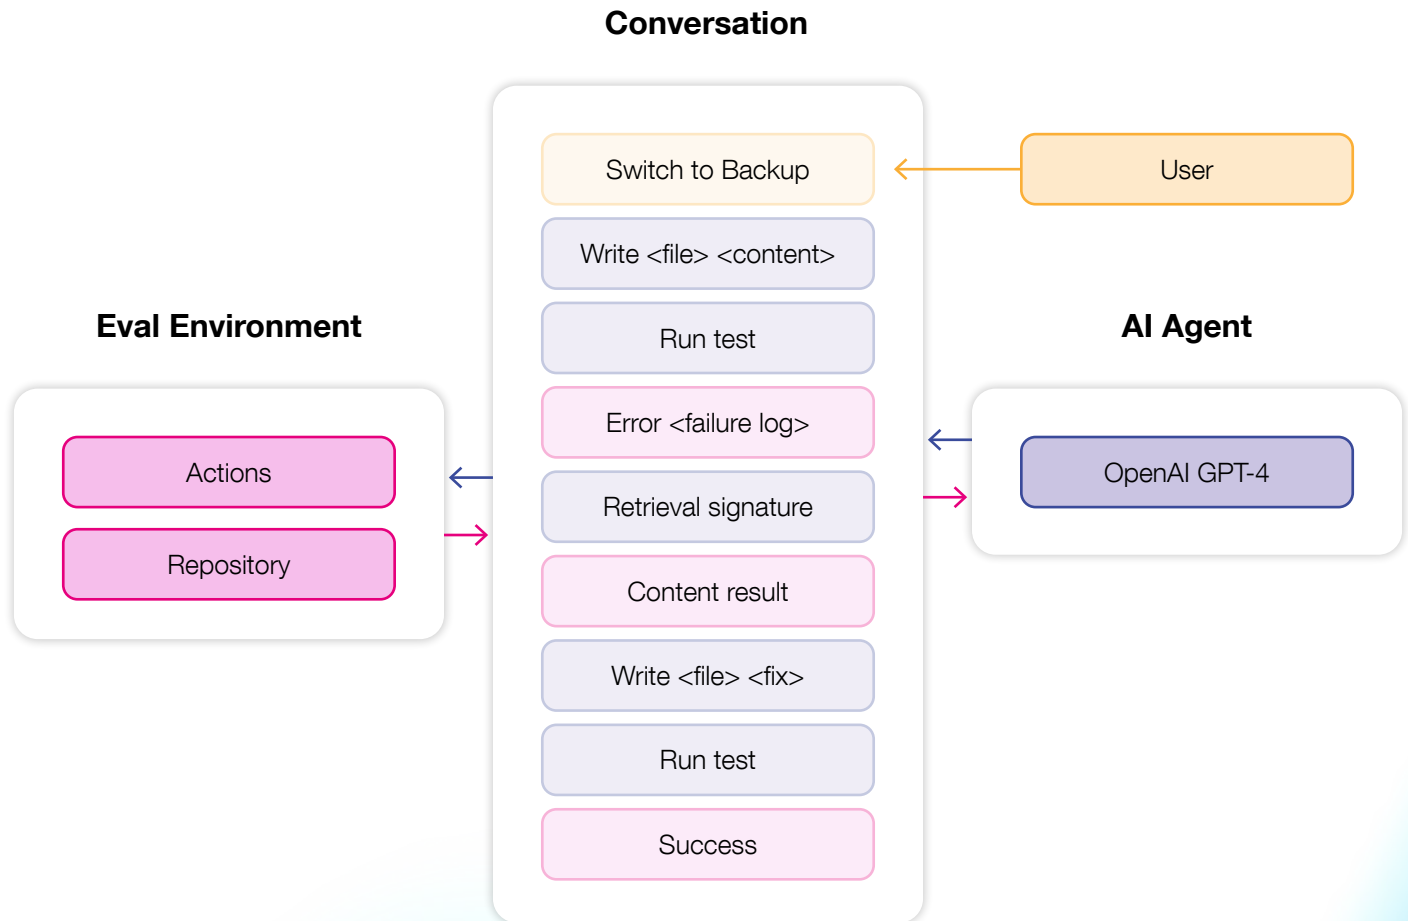 Conversation
Switch to Backup
User
Write <file> <content>
Run test
Eval Environment
AI Agent
Error <failure log>
Actions
OpenAI GPT-4
Retrieval signature
Repository
Content result
Write <file> <fix>
Run test
Success